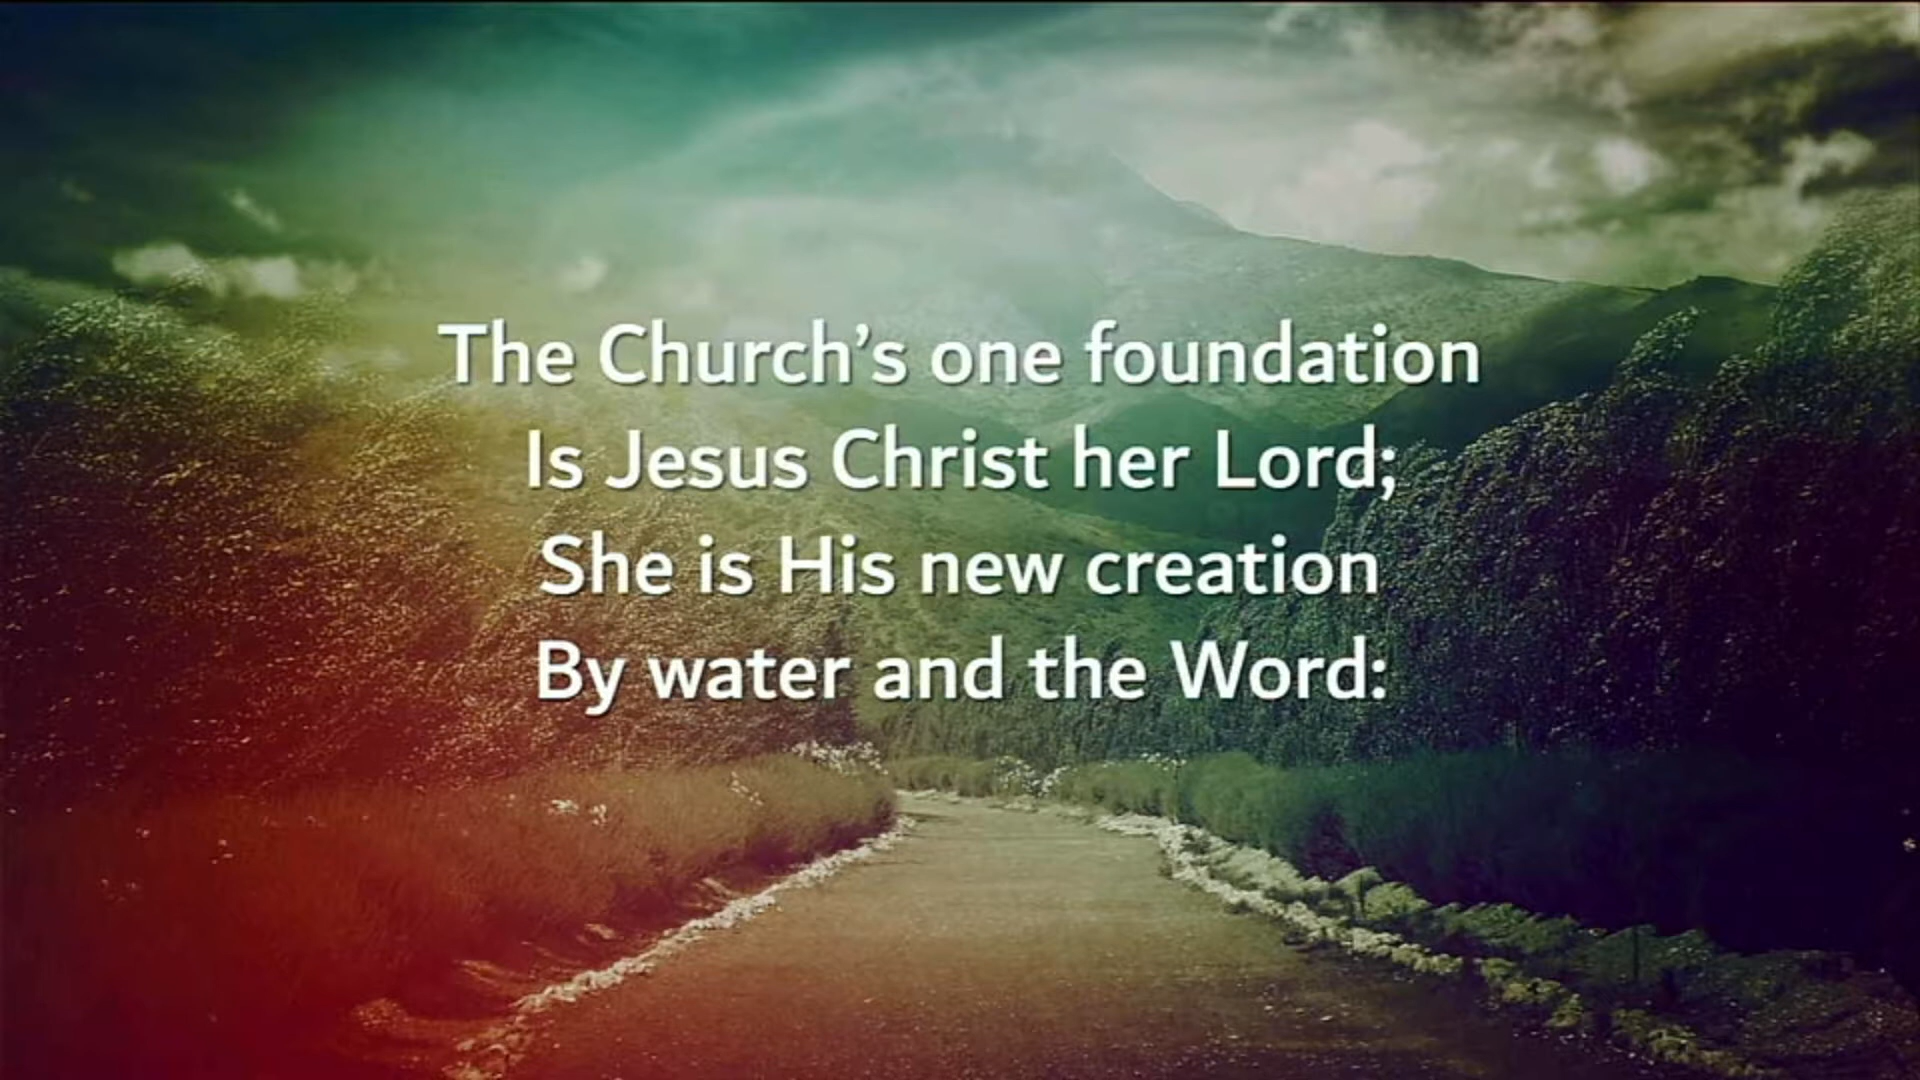 The Church’s one foundation
Is Jesus Christ her Lord;
She is His new creation
By water and the Word: